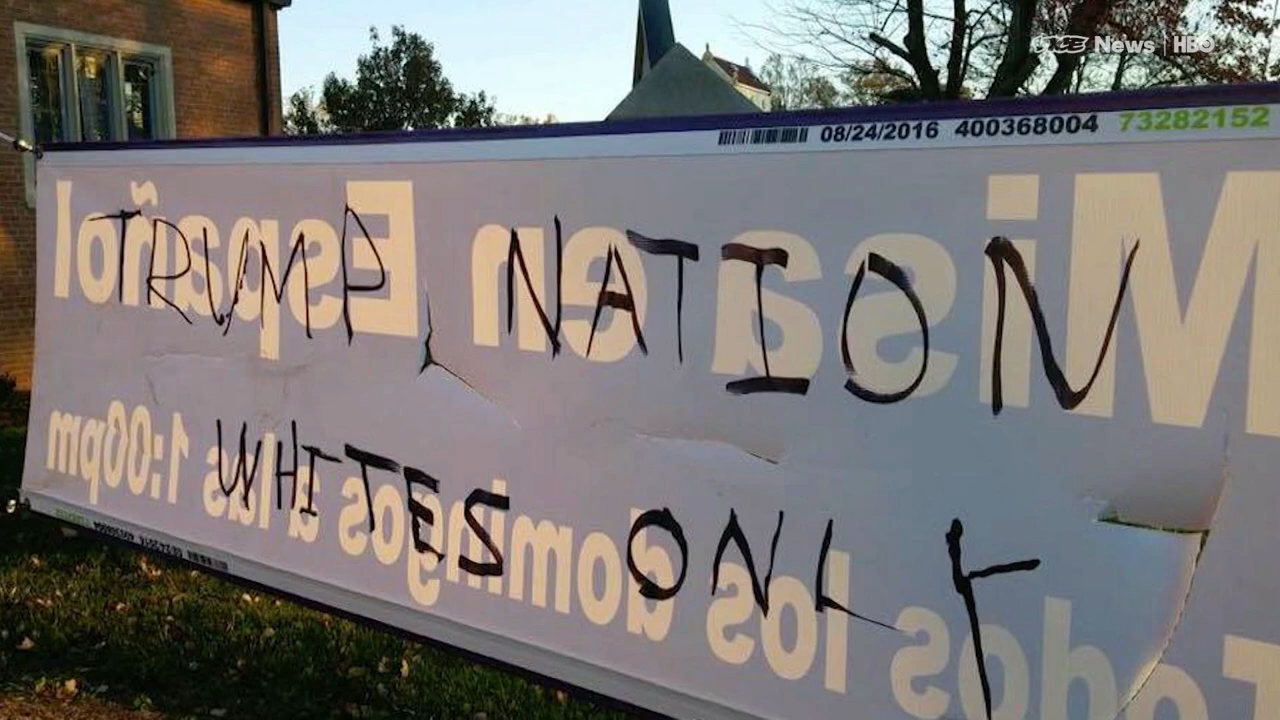 VICE News | HBO
08/24/2016 400368004 73282152
Misa en Español
TRUMP NATION
Todos los domingos a las 1:00pm
WHITES ONLY